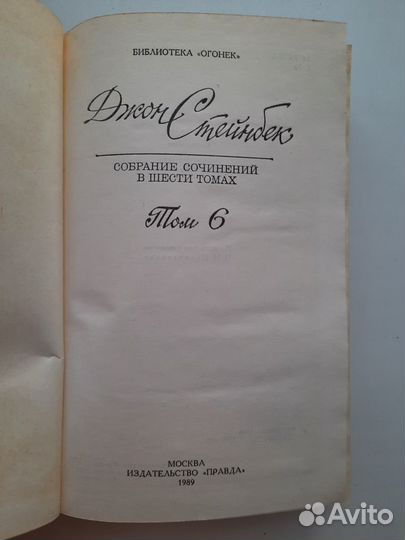 БИБЛИОТЕКА «ОГОНЕК»
Джон Стейнбек
СОБРАНИЕ СОЧИНЕНИЙ
В ШЕСТИ ТОМАХ
Том 6
МОСКВА
ИЗДАТЕЛЬСТВО «ПРАВДА»
1989
Avito